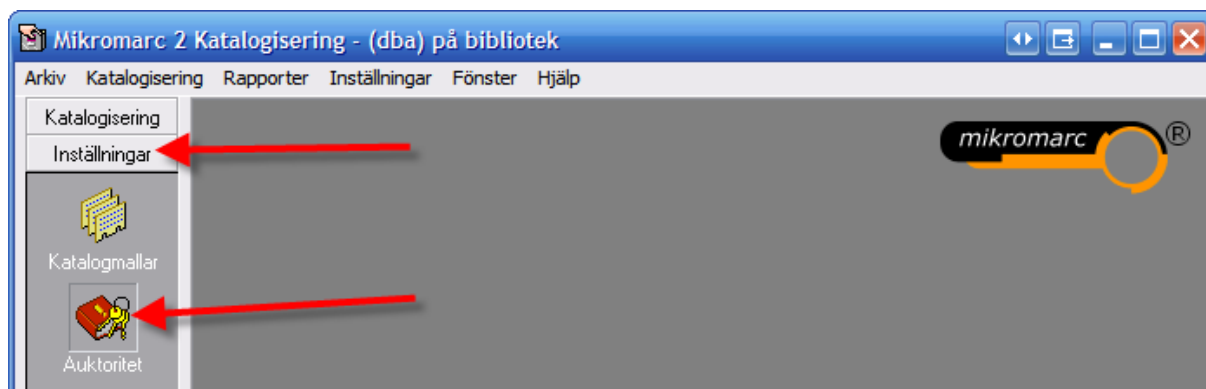 Mikromarc 2 Katalogisering - (dba) på bibliotek
Arkiv Katalogisering Rapporter Inställningar Fönster Hjälp
Katalogisering
Inställningar
mikromarc ®
Katalogmallar
Auktoritet